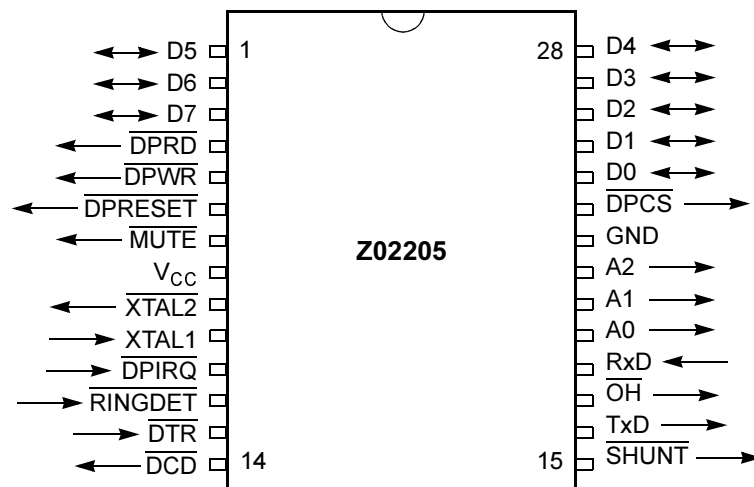 D5 1 28 D4
D6 D3
D7 D2
DPRD D1
DPWR D0
DPRESET DPCS
MUTE GND
Z02205
VCC A2
XTAL2 A1
XTAL1 A0
DPIRQ RxD
RINGDET OH
DTR TxD
DCD 14 15 SHUNT